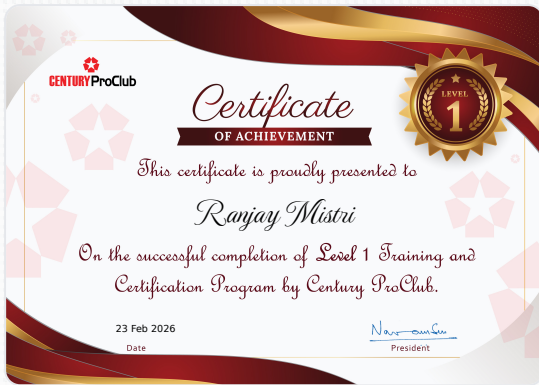 CENTURY ProClub
LEVEL
1
Certificate
OF ACHIEVEMENT
This certificate is proudly presented to
Ranjay Mistri
On the successful completion of Level 1 Training and
Certification Program by Century ProClub.
23 Feb 2026
Date
President